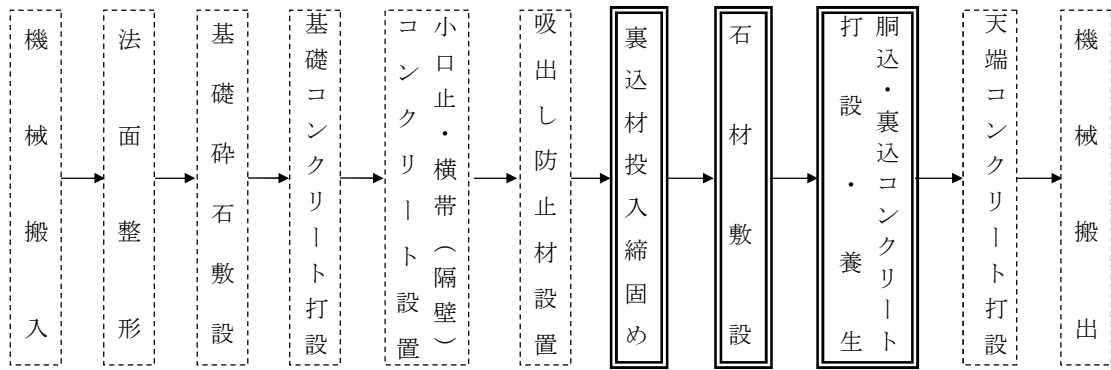 機械搬入
法面整形
基礎砕石敷設
基礎コンクリート打設
小口止・横帯（隔壁）
コンクリート設置
吸出し防止材設置
裏込材投入締固め
石材敷設
胴込・裏込コンクリート
打設・養生
天端コンクリート打設
機械搬出